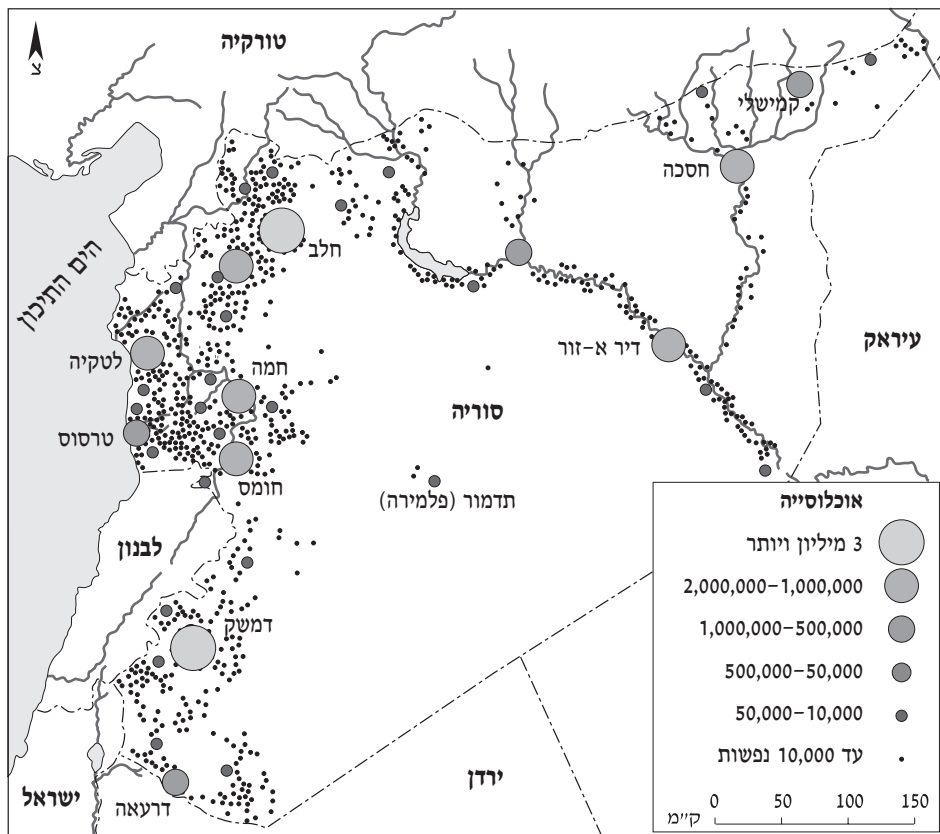 צ
טורקיה
קמישלי
חסכה
חלב
הים התיכון
עיראק
דיר א-זור
לטקיה
חמה
סוריה
טרסוס
חומס
תדמור (פלמירה)
לבנון
דמשק
ירדן
ישראל
דרעאה
אוכלוסייה
3 מיליון ויותר
2,000,000–1,000,000
1,000,000–500,000
500,000–50,000
50,000–10,000
עד 10,000 נפשות
0 50 100 150
ק"מ